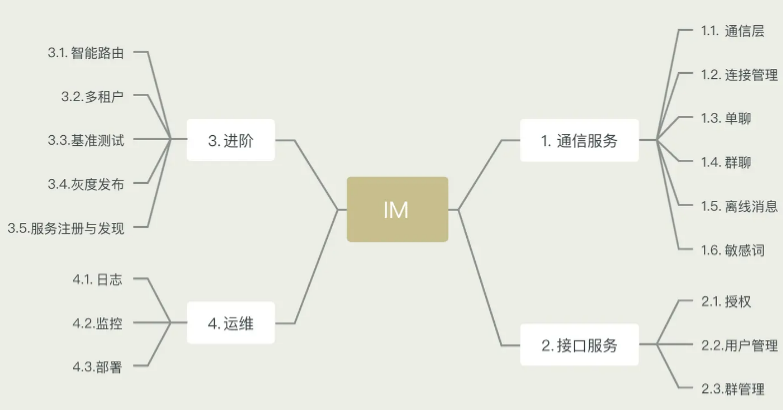 IM
1. 通信服务
1.1. 通信层
1.2. 连接管理
1.3. 单聊
1.4. 群聊
1.5. 离线消息
1.6. 敏感词
2.接口服务
2.1. 授权
2.2.用户管理
2.3.群管理
3.进阶
3.1. 智能路由
3.2.多租户
3.3.基准测试
3.4.灰度发布
3.5.服务注册与发现
4.运维
4.1. 日志
4.2.监控
4.3.部署